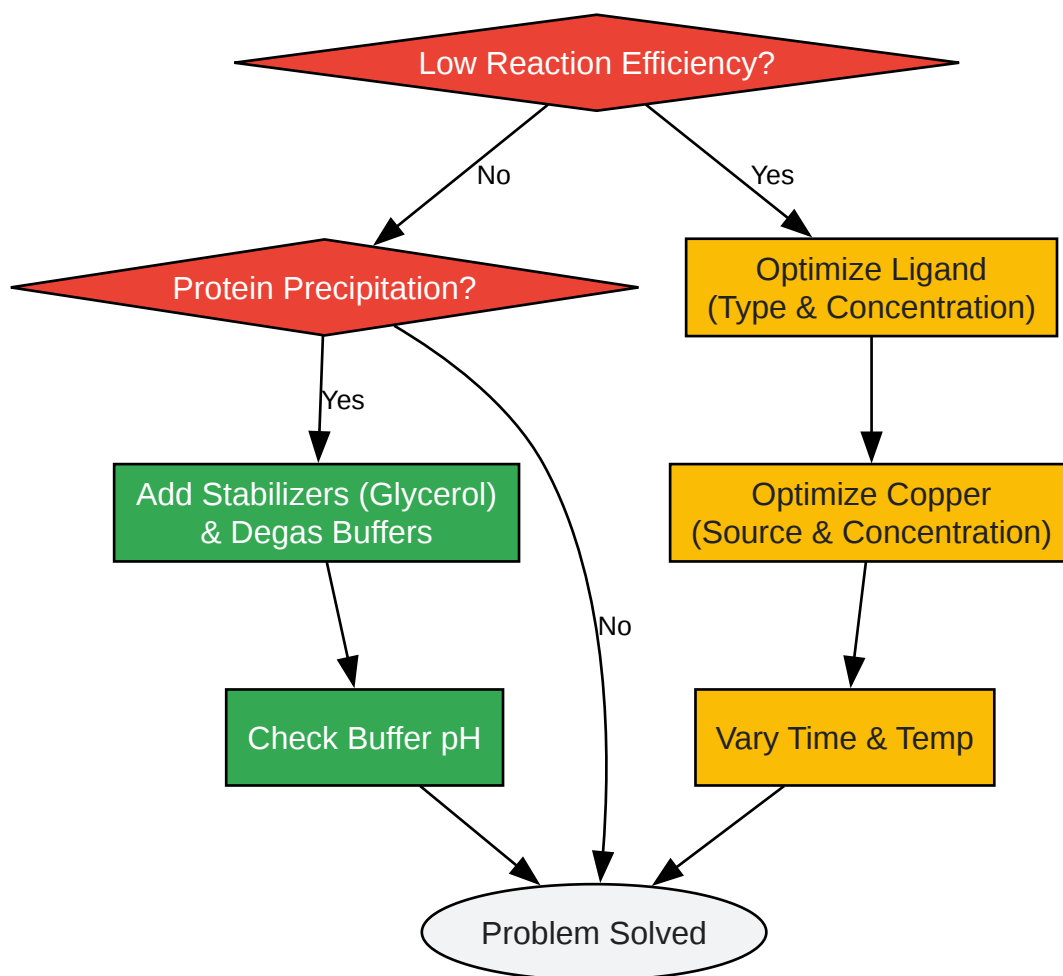 Low Reaction Efficiency?
No
Yes
Protein Precipitation?
Optimize Ligand
(Type & Concentration)
Yes
Add Stabilizers (Glycerol)
& Degas Buffers
Optimize Copper
(Source & Concentration)
No
Check Buffer pH
Vary Time & Temp
Problem Solved